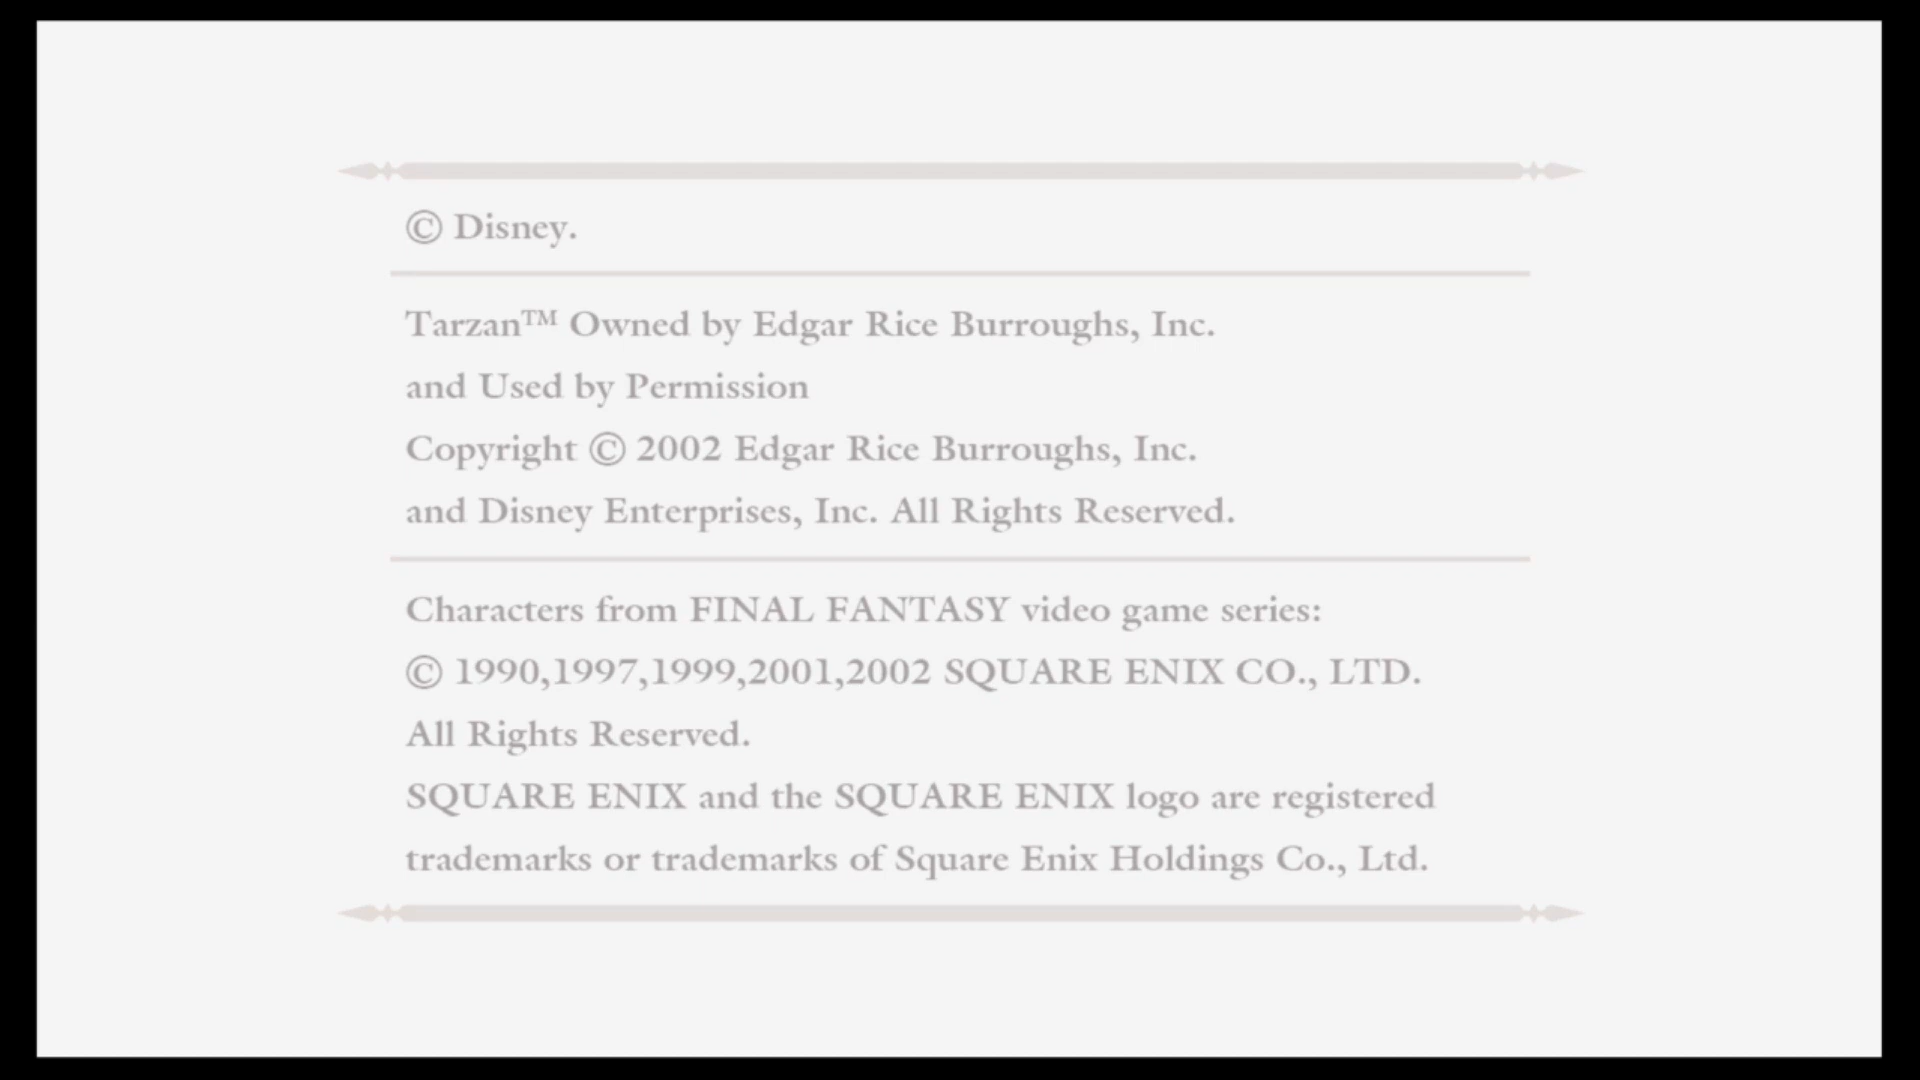 © Disney.
Tarzan™ Owned by Edgar Rice Burroughs, Inc.
and Used by Permission
Copyright © 2002 Edgar Rice Burroughs, Inc.
and Disney Enterprises, Inc. All Rights Reserved.
Characters from FINAL FANTASY video game series:
© 1990,1997,1999,2001,2002 SQUARE ENIX CO., LTD.
All Rights Reserved.
SQUARE ENIX and the SQUARE ENIX logo are registered
trademarks or trademarks of Square Enix Holdings Co., Ltd.